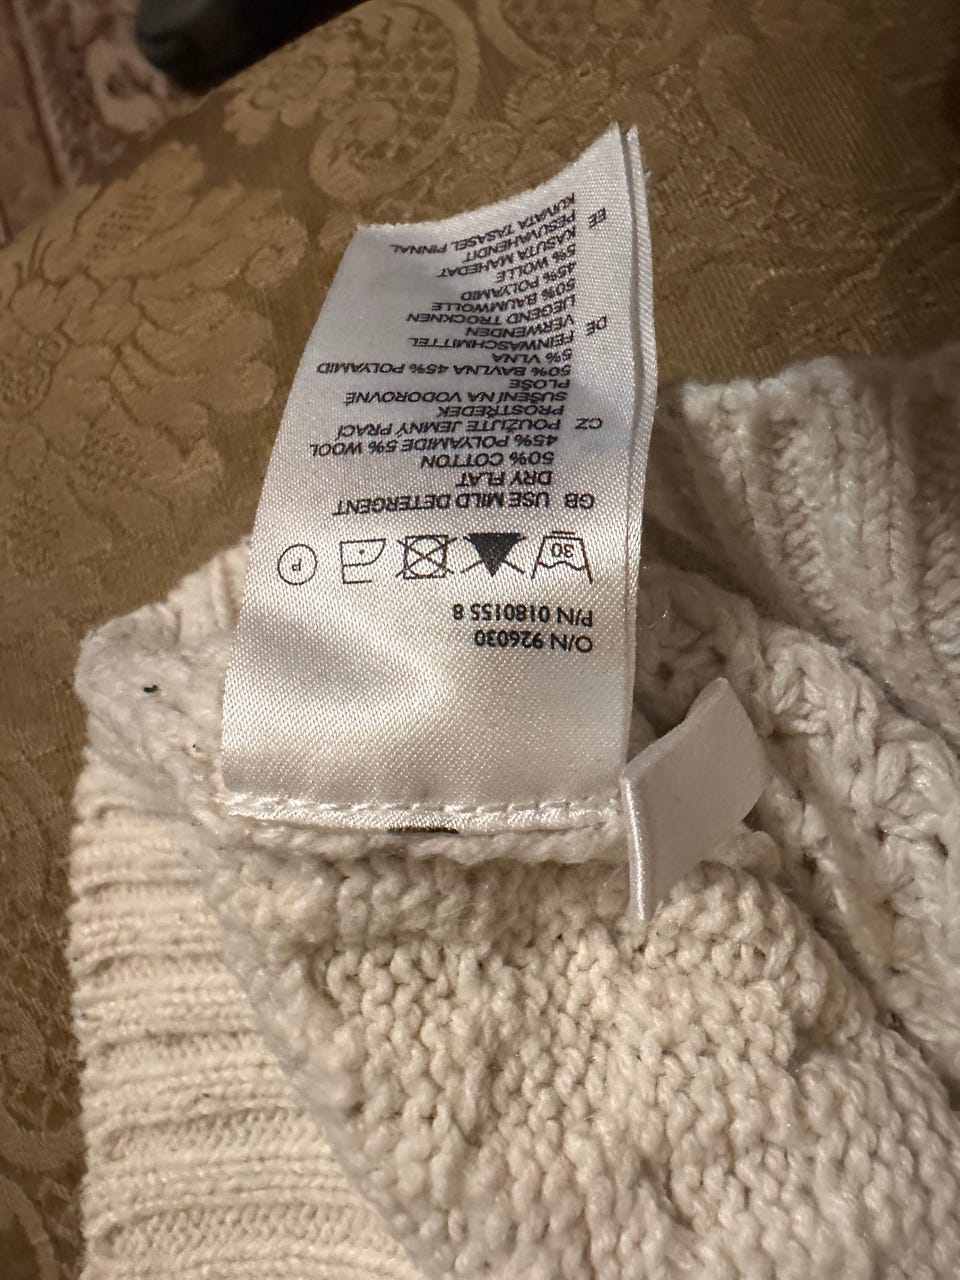 O/N 926030
P/N 0180155 8
30
P
GB USE MILD DETERGENT
DRY FLAT
50% COTTON
45% POLYAMIDE 5% WOOL
CZ POUŽIJTE JEMNÝ PRACÍ
PROSTŘEDEK
SUŠENÍ NA VODOROVNÉ
PLOŠE
50% BAVLNA 45% POLYAMID
5% VLNA
FEINWASCHMITTEL
DE VERWENDEN
LIEGEND TROCKNEN
50% BAUMWOLLE
45% POLYAMID
5% WOLLE
KASUTA MAHEDAT
PESUVAHENDIT
EE KUIVATA TASASEL PINNAL